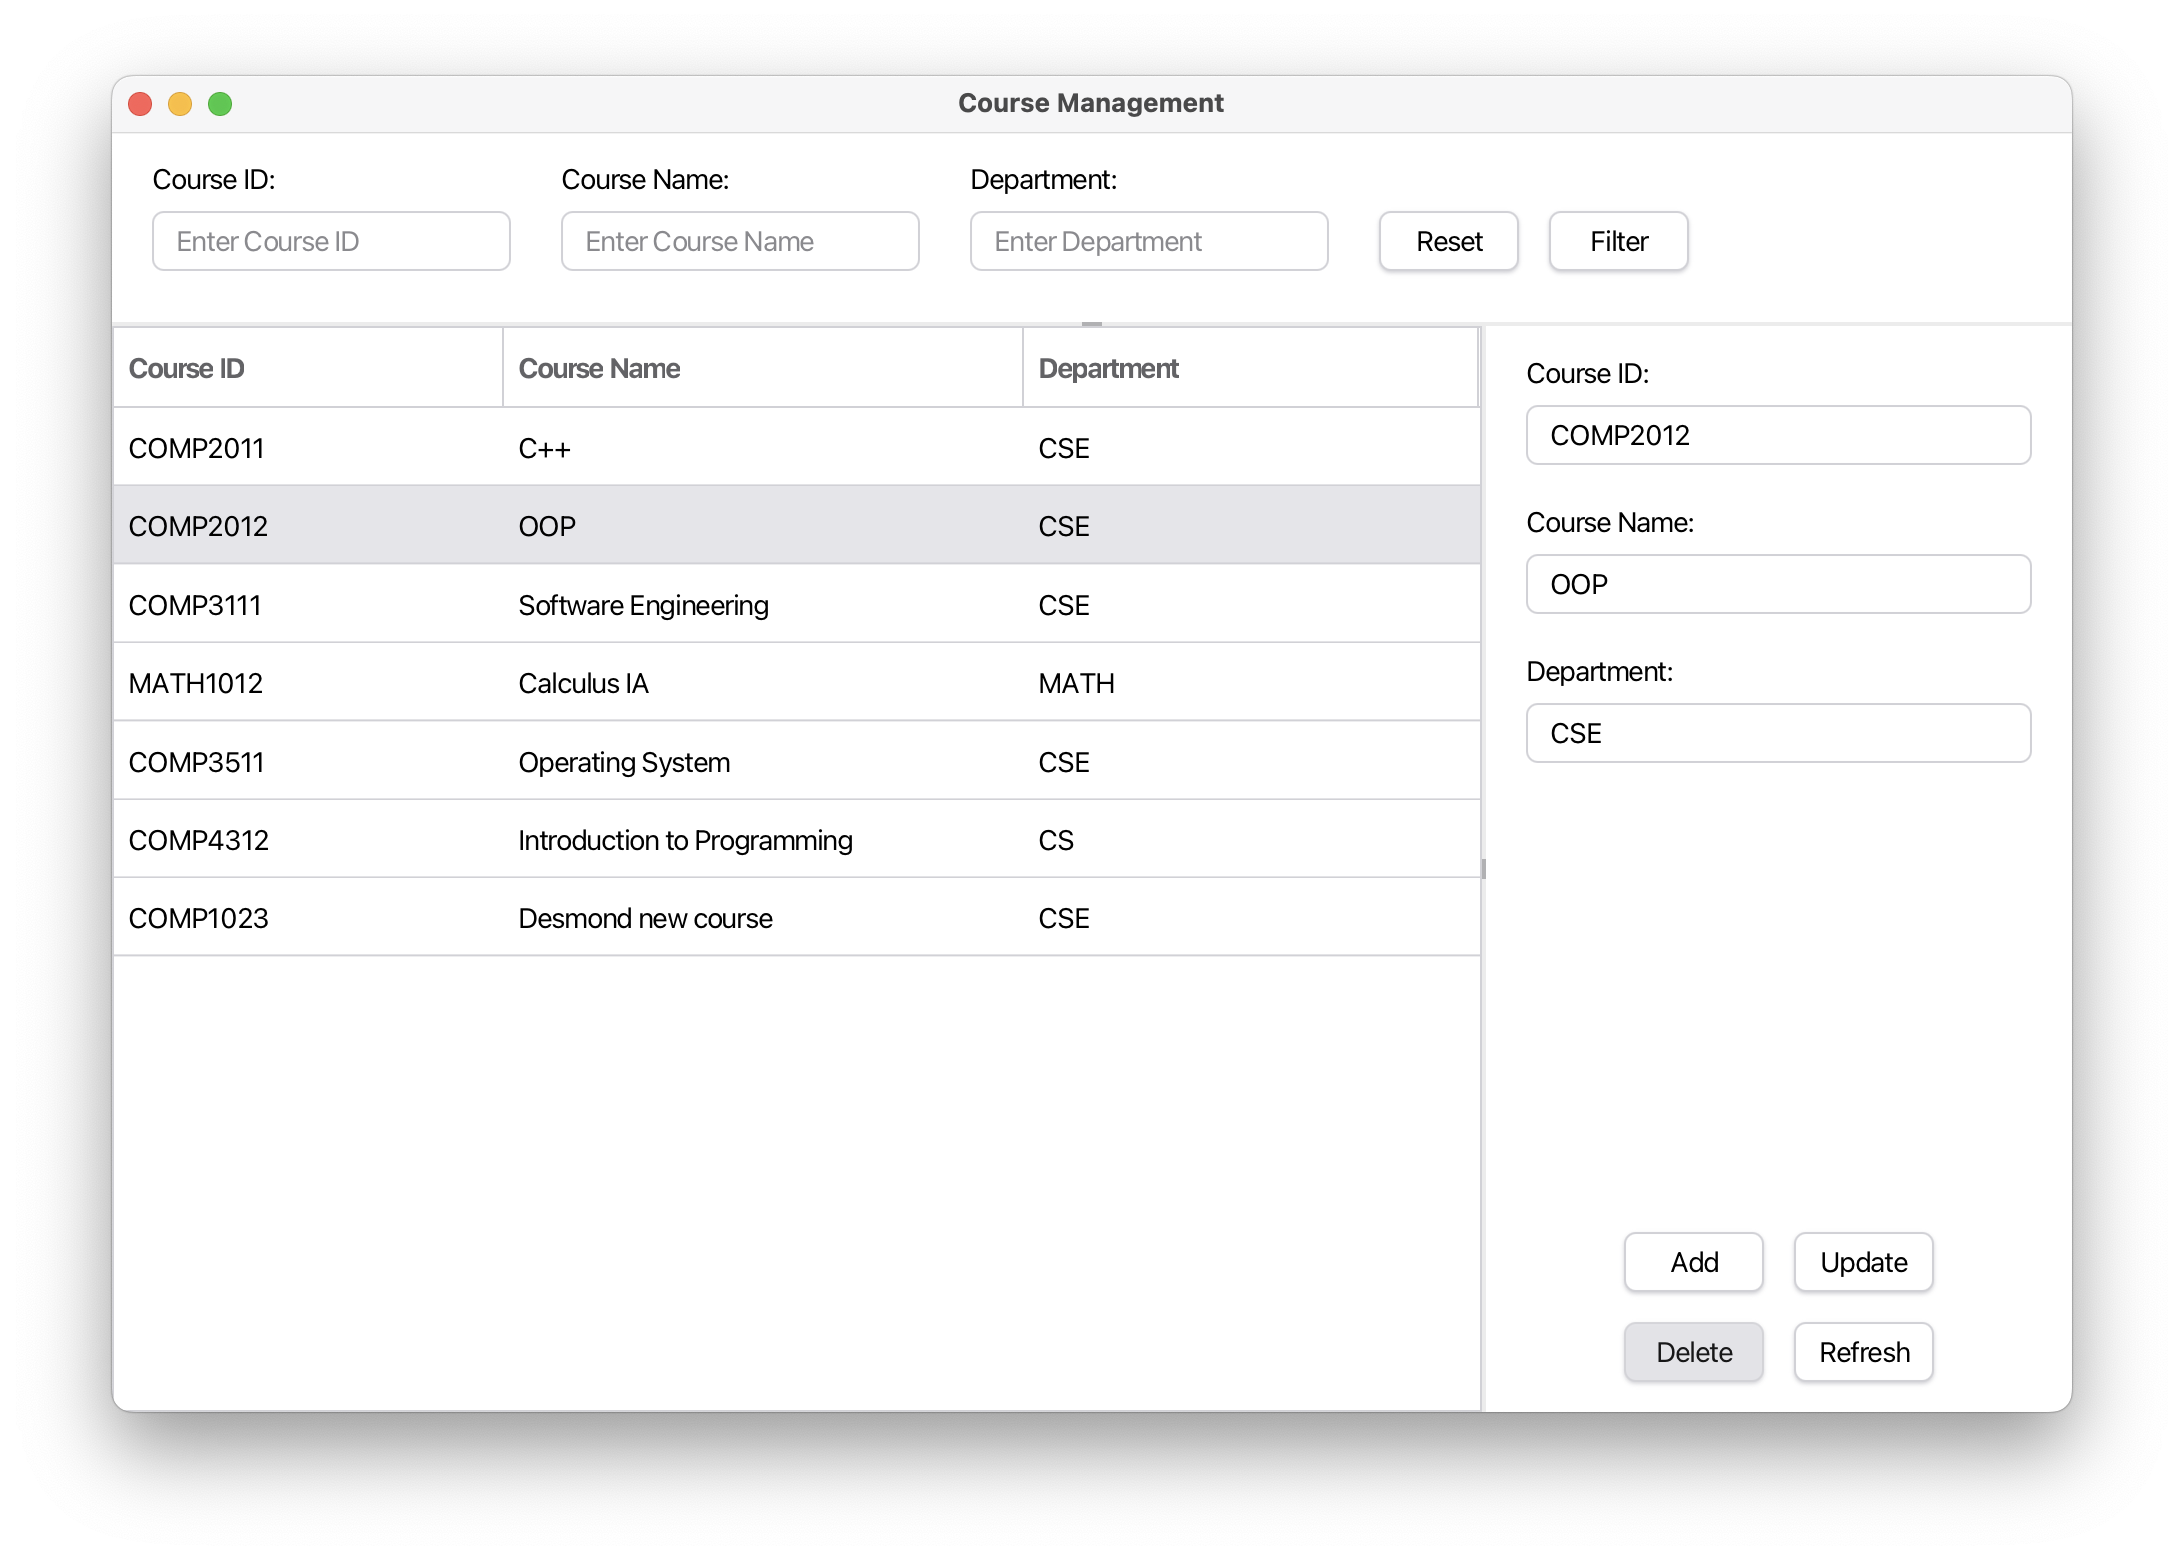 Course Management
Course ID:
Course Name:
Department:
Enter Course ID
Enter Course Name
Enter Department
Reset
Filter
Course ID Course Name Department
COMP2011 C++ CSE
COMP2012 OOP CSE
COMP3111 Software Engineering CSE
MATH1012 Calculus IA MATH
COMP3511 Operating System CSE
COMP4312 Introduction to Programming CS
COMP1023 Desmond new course CSE
Course ID:
COMP2012
Course Name:
OOP
Department:
CSE
Add
Update
Delete
Refresh